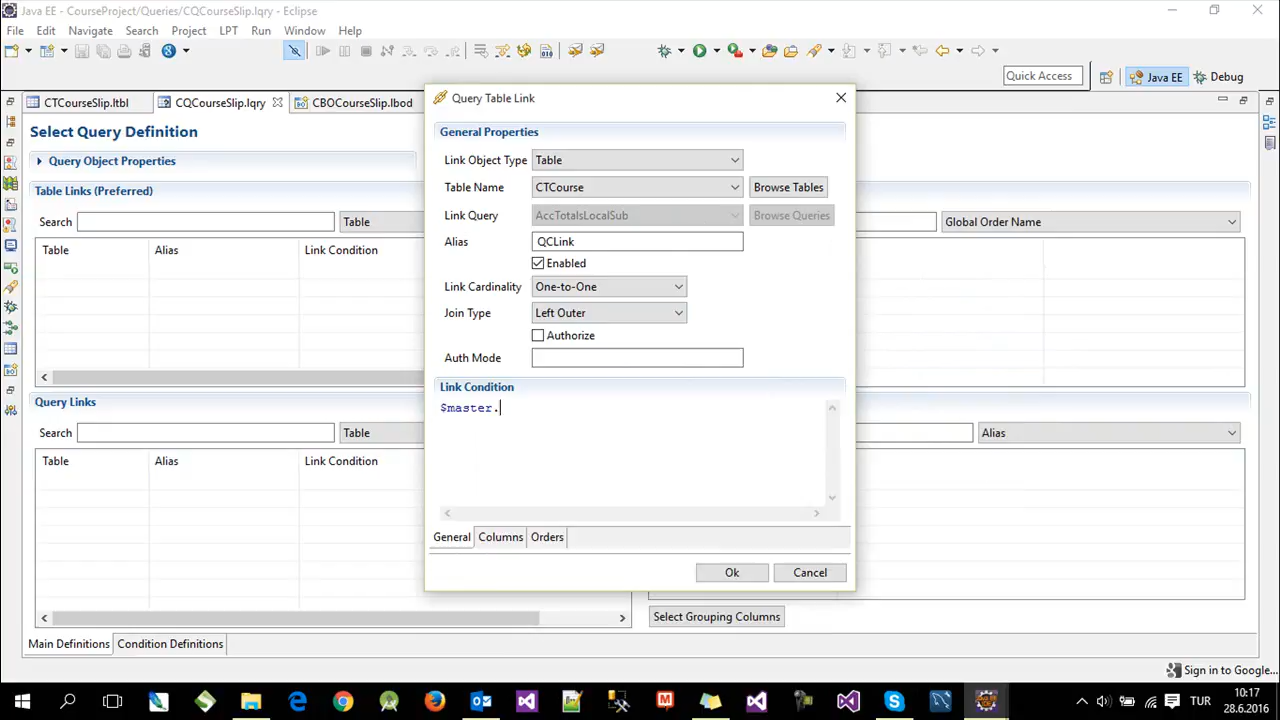 Java EE - CourseProject/Queries/CQCourseSlip.lqry - Eclipse
File Edit Navigate Search Project LPT Run Window Help
Quick Access Java EE Debug
CTCourseSlip.ltbl CQCourseSlip.lqry CBOCourseSlip.lbod
Select Query Definition
Query Object Properties
Table Links (Preferred)
Search Table Global Order Name
Table Alias Link Condition
Query Links
Search Table Alias
Table Alias Link Condition
Select Grouping Columns
Main Definitions Condition Definitions
Query Table Link
General Properties
Link Object Type Table
Table Name CTCourse Browse Tables
Link Query AccTotalsLocalSub Browse Queries
Alias QCLink
Enabled
Link Cardinality One-to-One
Join Type Left Outer
Authorize
Auth Mode
Link Condition
$master.
General Columns Orders
Ok Cancel
Sign in to Google...
TUR 10:17
28.6.2016